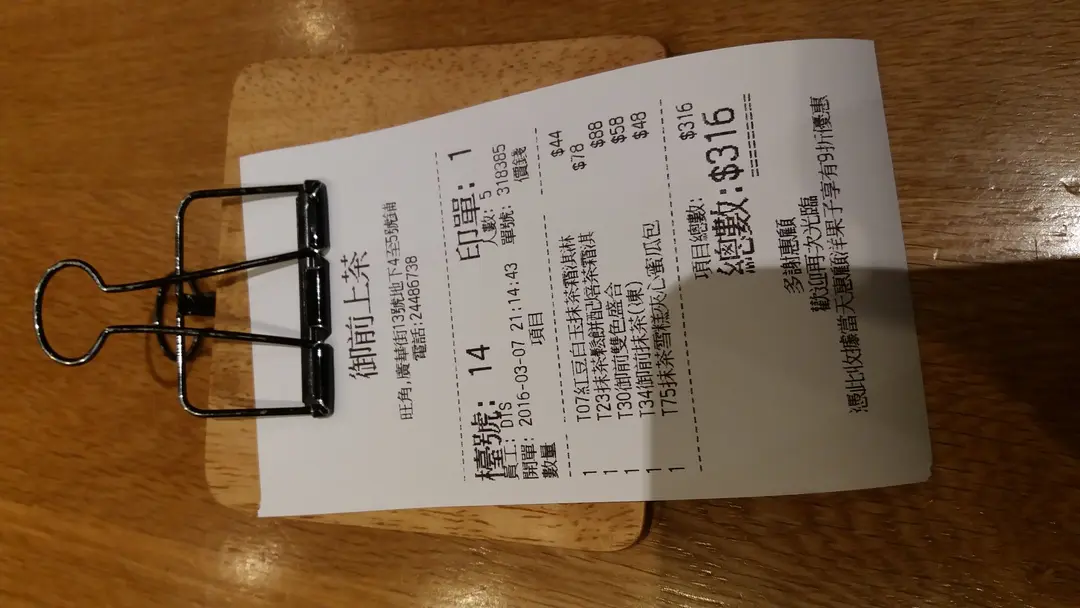 御前上茶
旺角,廣華街13號地下4至5號舖
電話:24486738
檯號: 14 印單: 1
員工: DTS 人數: 5
開單: 2016-03-07 21:14:43 單號: 318385
數量 項目 價錢
1 T07紅豆白玉抹茶霜淇淋 $44
1 T23抹茶鬆餅配焙茶霜淇 $78
1 T30御前雙色盛合 $88
1 T34御前抹茶(凍) $58
1 T75抹茶雪糕夾心蜜瓜包 $48
項目總數: $316
總數:$316
多謝惠顧
歡迎再次光臨
憑此收據當天惠顧洋果子享有9折優惠